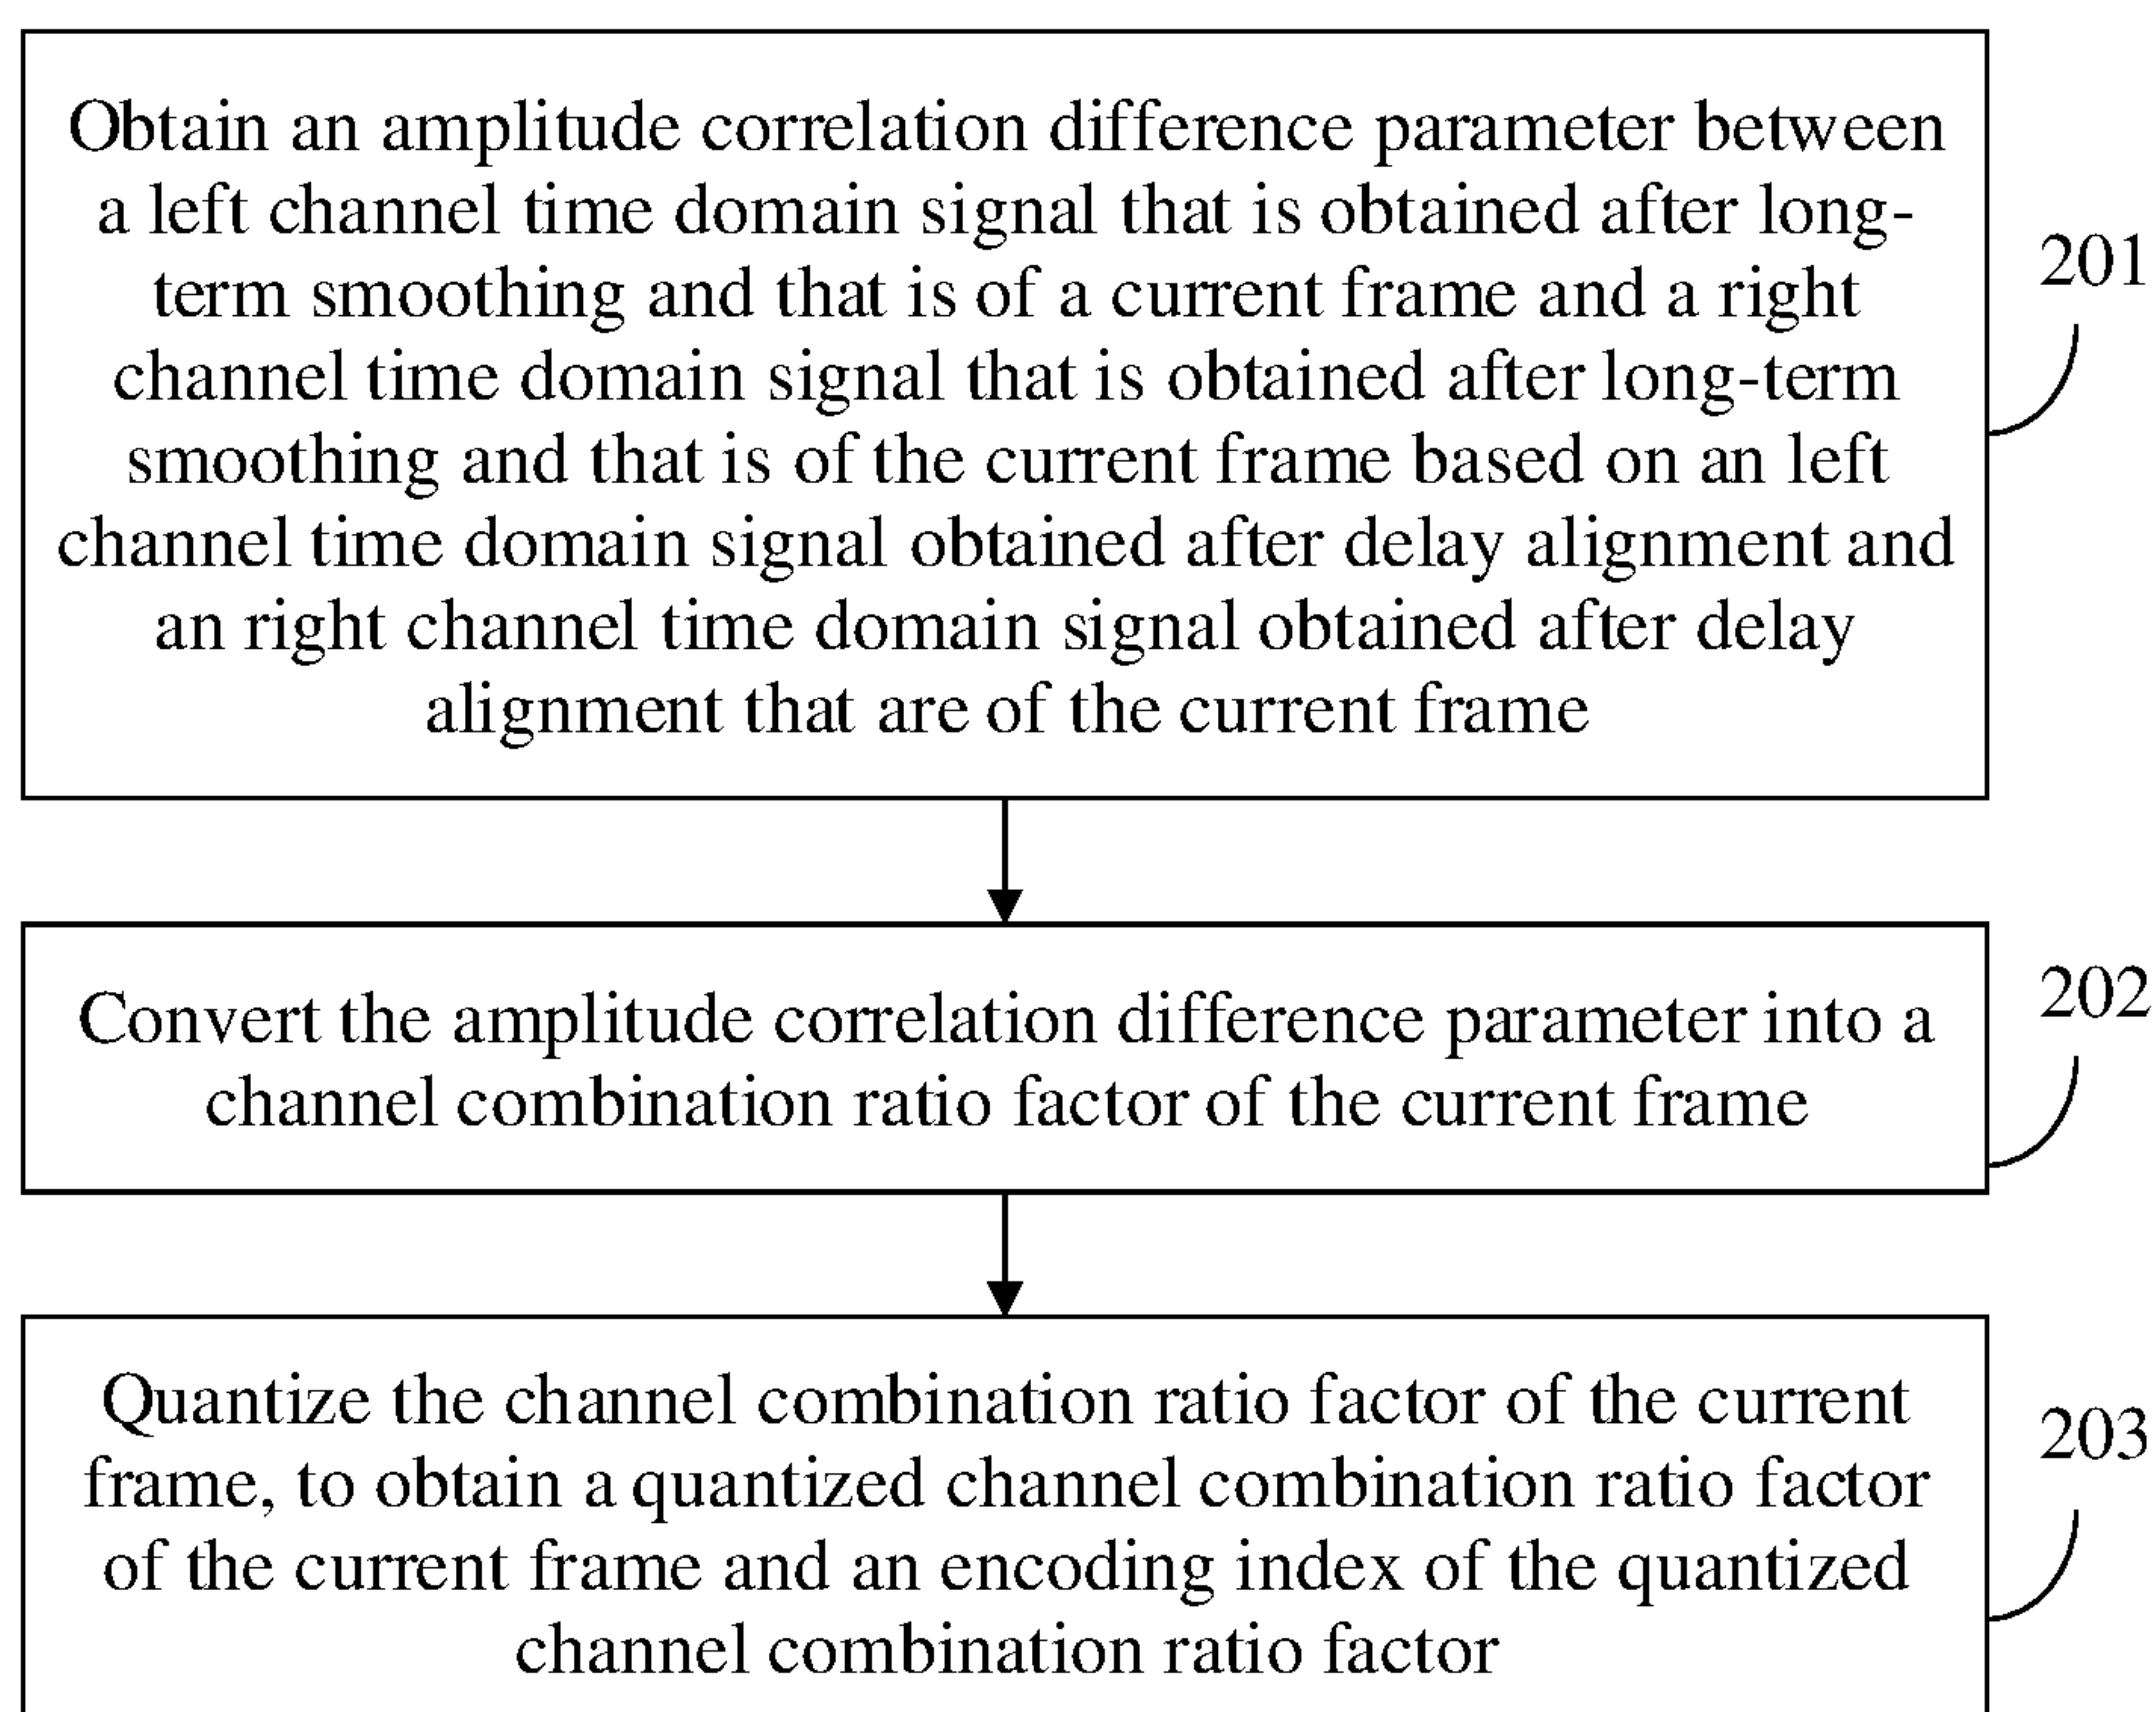 Obtain an amplitude correlation difference parameter between
a left channel time domain signal that is obtained after long-
term smoothing and that is of a current frame and a right
channel time domain signal that is obtained after long-term
smoothing and that is of the current frame based on an left
channel time domain signal obtained after delay alignment and
an right channel time domain signal obtained after delay
alignment that are of the current frame
201
Convert the amplitude correlation difference parameter into a
channel combination ratio factor of the current frame
202
Quantize the channel combination ratio factor of the current
frame, to obtain a quantized channel combination ratio factor
of the current frame and an encoding index of the quantized
channel combination ratio factor
203